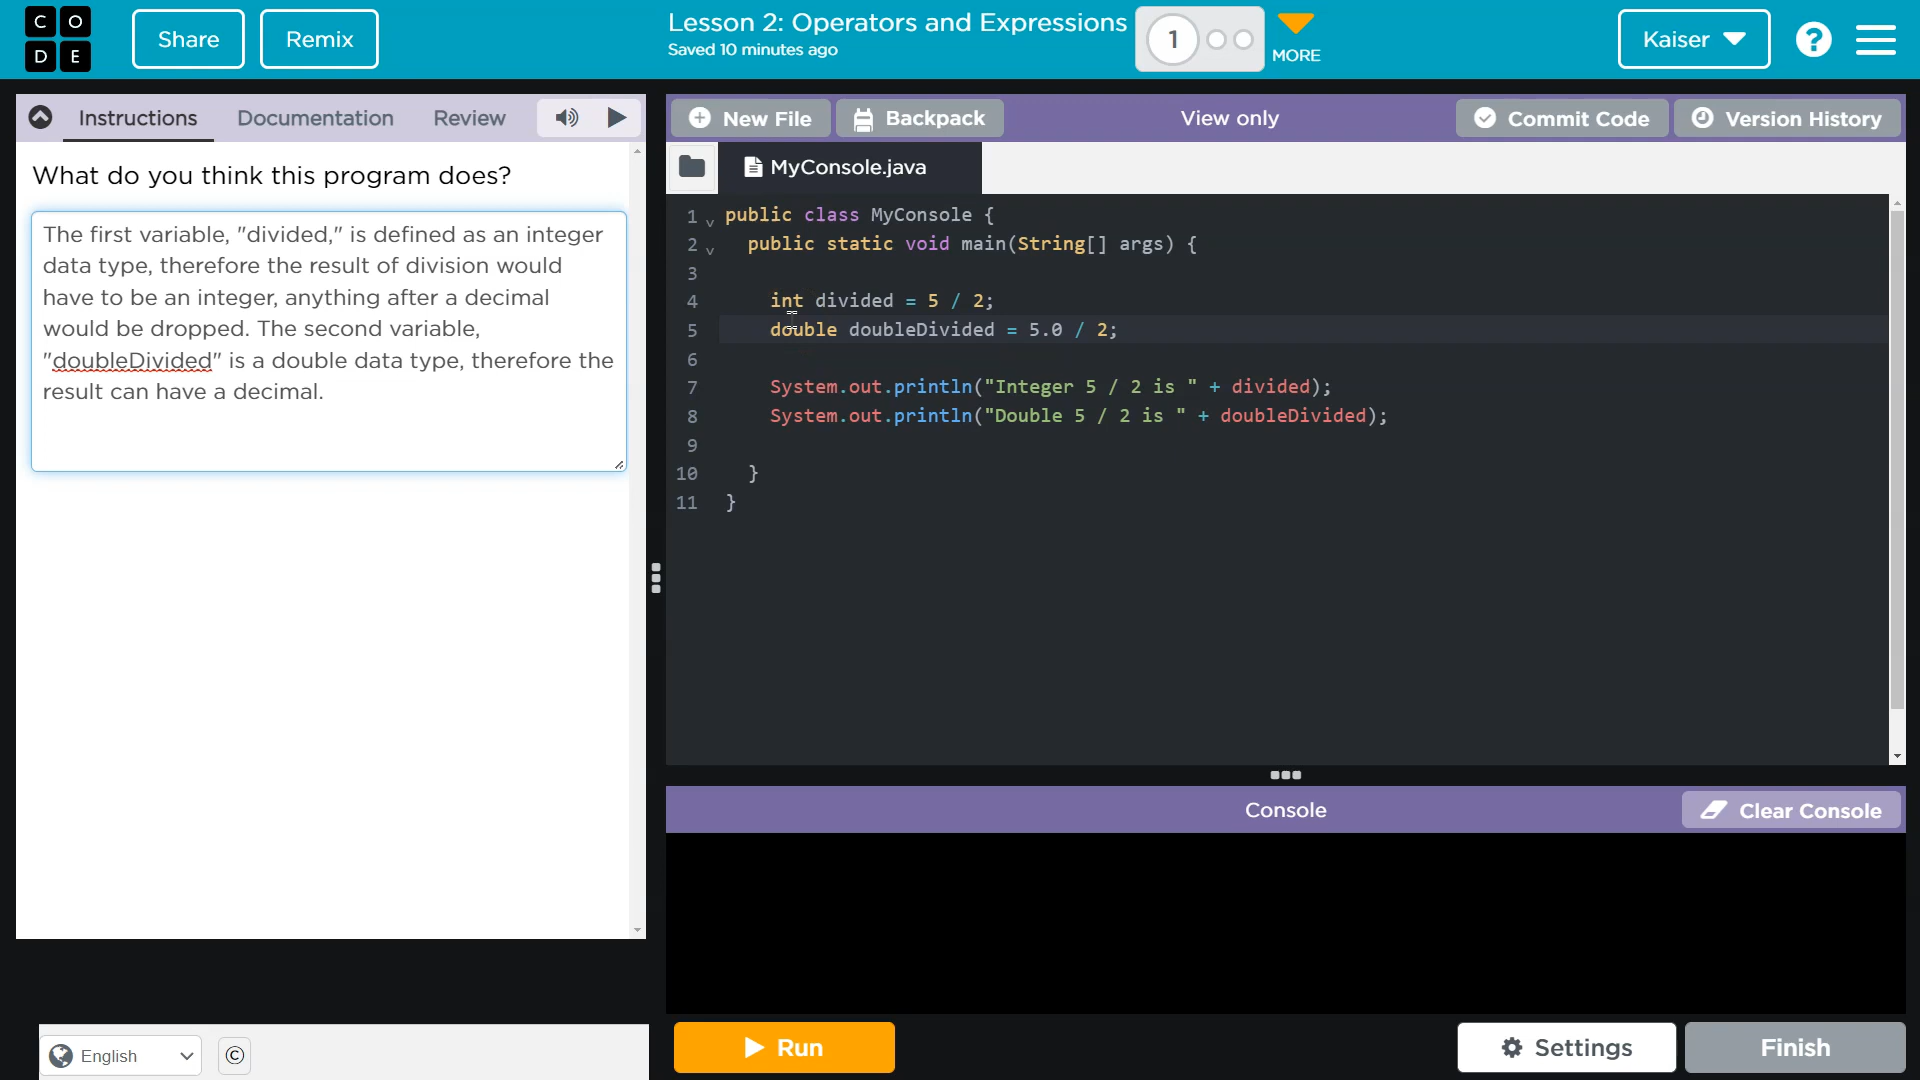 C O D E
Share
Remix
Lesson 2: Operators and Expressions
Saved 10 minutes ago
1
MORE
Kaiser
?
Instructions
Documentation
Review
New File
Backpack
View only
Commit Code
Version History
What do you think this program does?
The first variable, "divided," is defined as an integer
data type, therefore the result of division would
have to be an integer, anything after a decimal
would be dropped. The second variable,
"doubleDivided" is a double data type, therefore the
result can have a decimal.
MyConsole.java
1 public class MyConsole {
2 public static void main(String[] args) {
3
4 int divided = 5 / 2;
5 double doubleDivided = 5.0 / 2;
6
7 System.out.println("Integer 5 / 2 is " + divided);
8 System.out.println("Double 5 / 2 is " + doubleDivided);
9
10 }
11 }
Console
Clear Console
English
©
Run
Settings
Finish